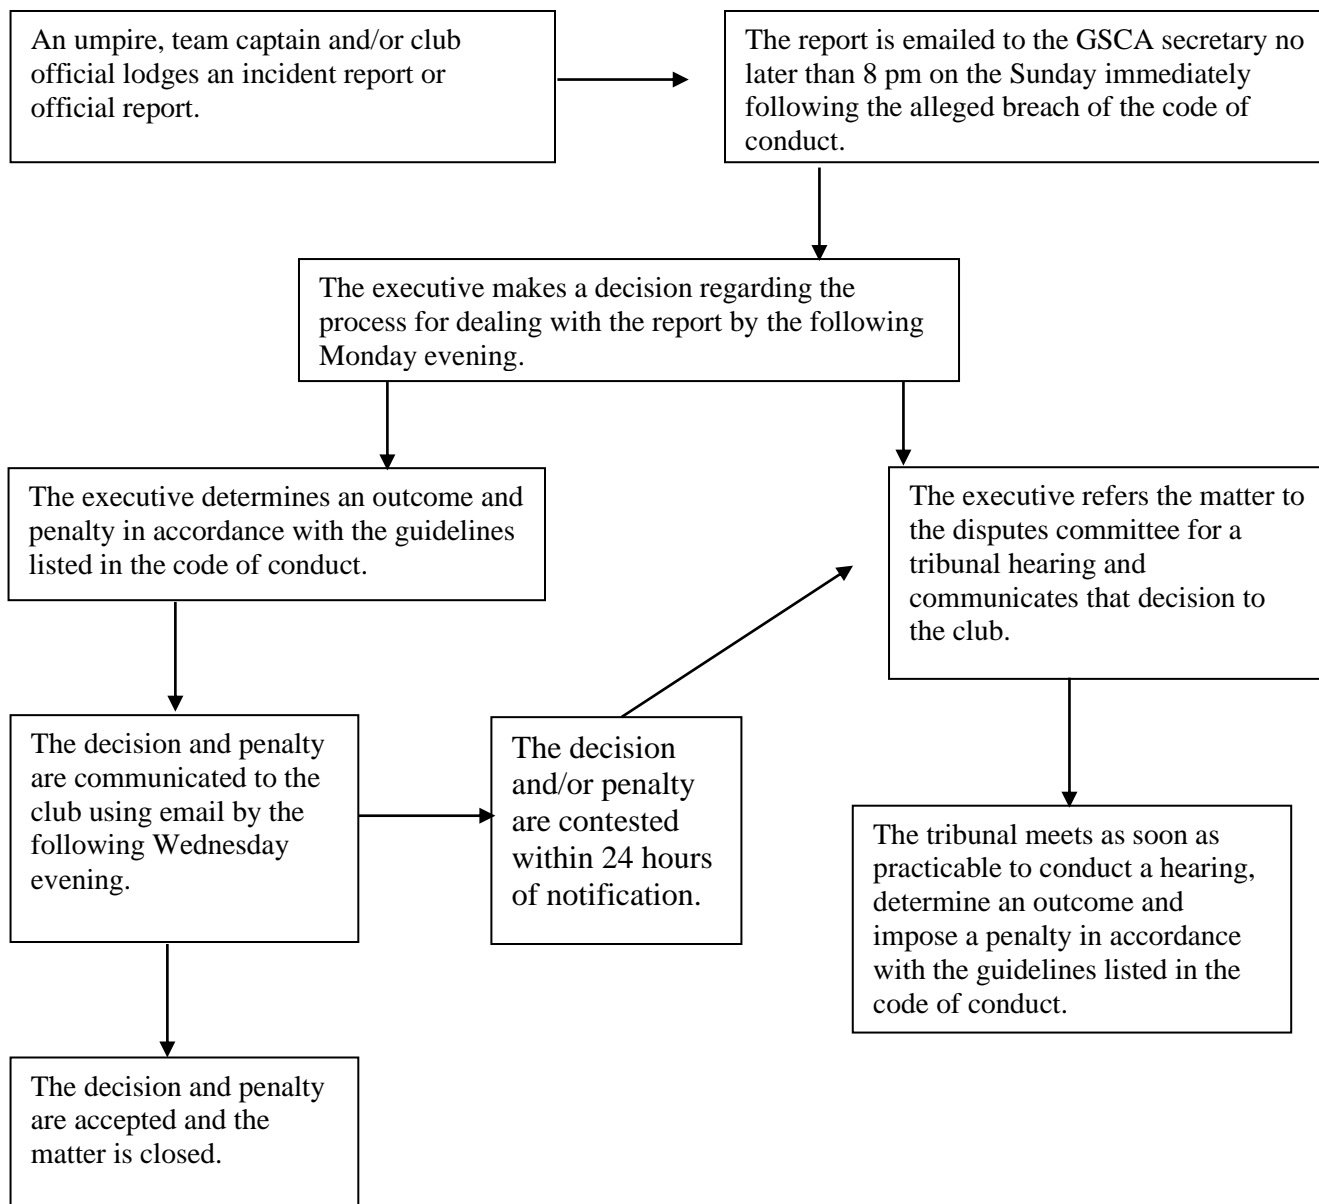 An umpire, team captain and/or club
official lodges an incident report or
official report.
The report is emailed to the GSCA secretary no
later than 8 pm on the Sunday immediately
following the alleged breach of the code of
conduct.
The executive makes a decision regarding the
process for dealing with the report by the following
Monday evening.
The executive determines an outcome and
penalty in accordance with the guidelines
listed in the code of conduct.
The executive refers the matter to
the disputes committee for a
tribunal hearing and
communicates that decision to
the club.
The decision and penalty
are communicated to the
club using email by the
following Wednesday
evening.
The decision
and/or penalty
are contested
within 24 hours
of notification.
The tribunal meets as soon as
practicable to conduct a hearing,
determine an outcome and
impose a penalty in accordance
with the guidelines listed in the
code of conduct.
The decision and penalty
are accepted and the
matter is closed.